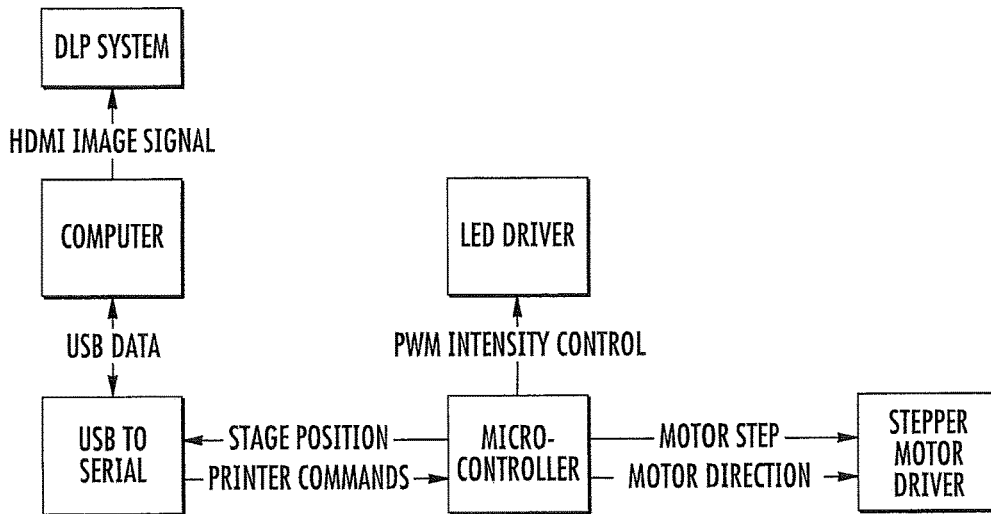 DLP SYSTEM
HDMI IMAGE SIGNAL
COMPUTER
LED DRIVER
USB DATA
PWM INTENSITY CONTROL
USB TO
SERIAL
STAGE POSITION
PRINTER COMMANDS
MICRO-
CONTROLLER
MOTOR STEP
MOTOR DIRECTION
STEPPER
MOTOR
DRIVER